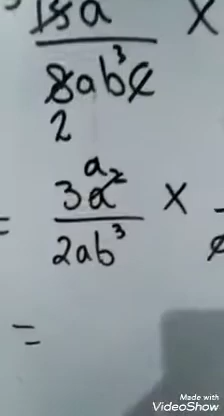 a ×
8ab³c
2
a
3a² ×
= 2ab³
=
Made with
VideoShow